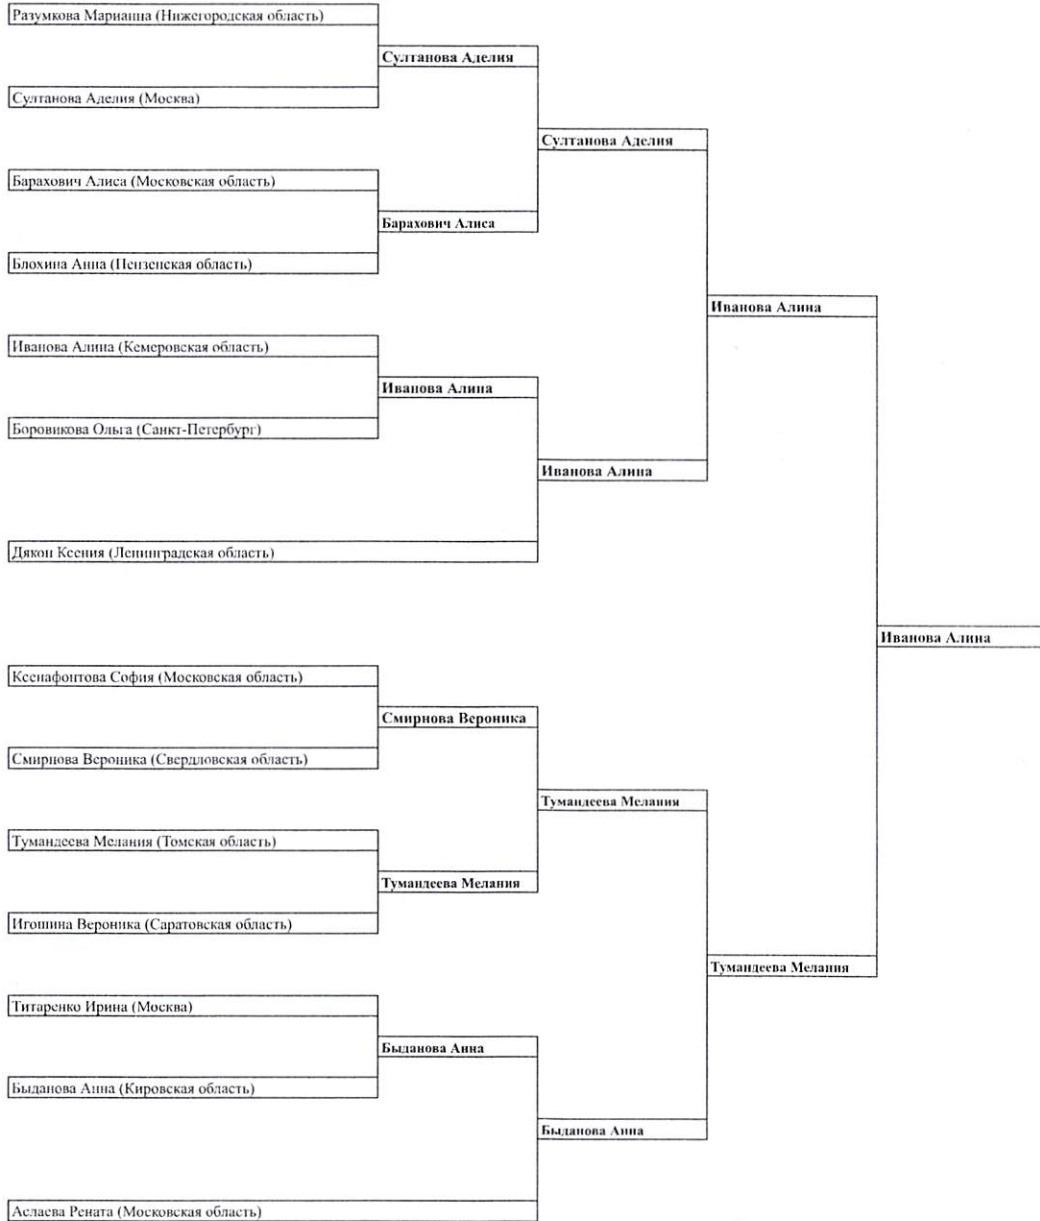 Разумкова Марианна (Нижегородская область)
Султанова Аделия
Султанова Аделия (Москва)
Султанова Аделия
Барахович Алиса (Московская область)
Барахович Алиса
Блохина Анна (Пензенская область)
Иванова Алина
Иванова Алина (Кемеровская область)
Иванова Алина
Боровикова Ольга (Санкт-Петербург)
Иванова Алина
Дякон Ксения (Ленинградская область)
Иванова Алина
Ксенафонтова София (Московская область)
Смирнова Вероника
Смирнова Вероника (Свердловская область)
Тумандеева Мелания
Тумандеева Мелания (Томская область)
Тумандеева Мелания
Игошина Вероника (Саратовская область)
Тумандеева Мелания
Титаренко Ирина (Москва)
Быданова Анна
Быданова Анна (Кировская область)
Быданова Анна
Аслаева Рената (Московская область)